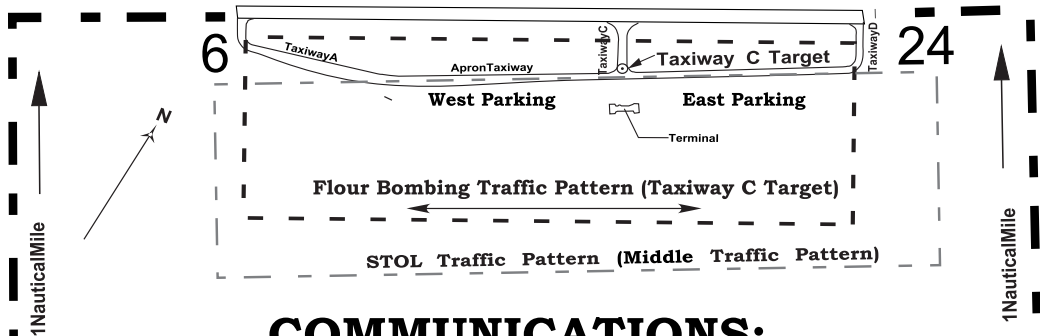 6
24
TaxiwayA
TaxiwayC
TaxiwayD
Taxiway C Target
ApronTaxiway
West Parking
East Parking
N
Terminal
Flour Bombing Traffic Pattern (Taxiway C Target)
STOL Traffic Pattern (Middle Traffic Pattern)
1NauticalMile
1NauticalMile
COMMUNICATIONS: